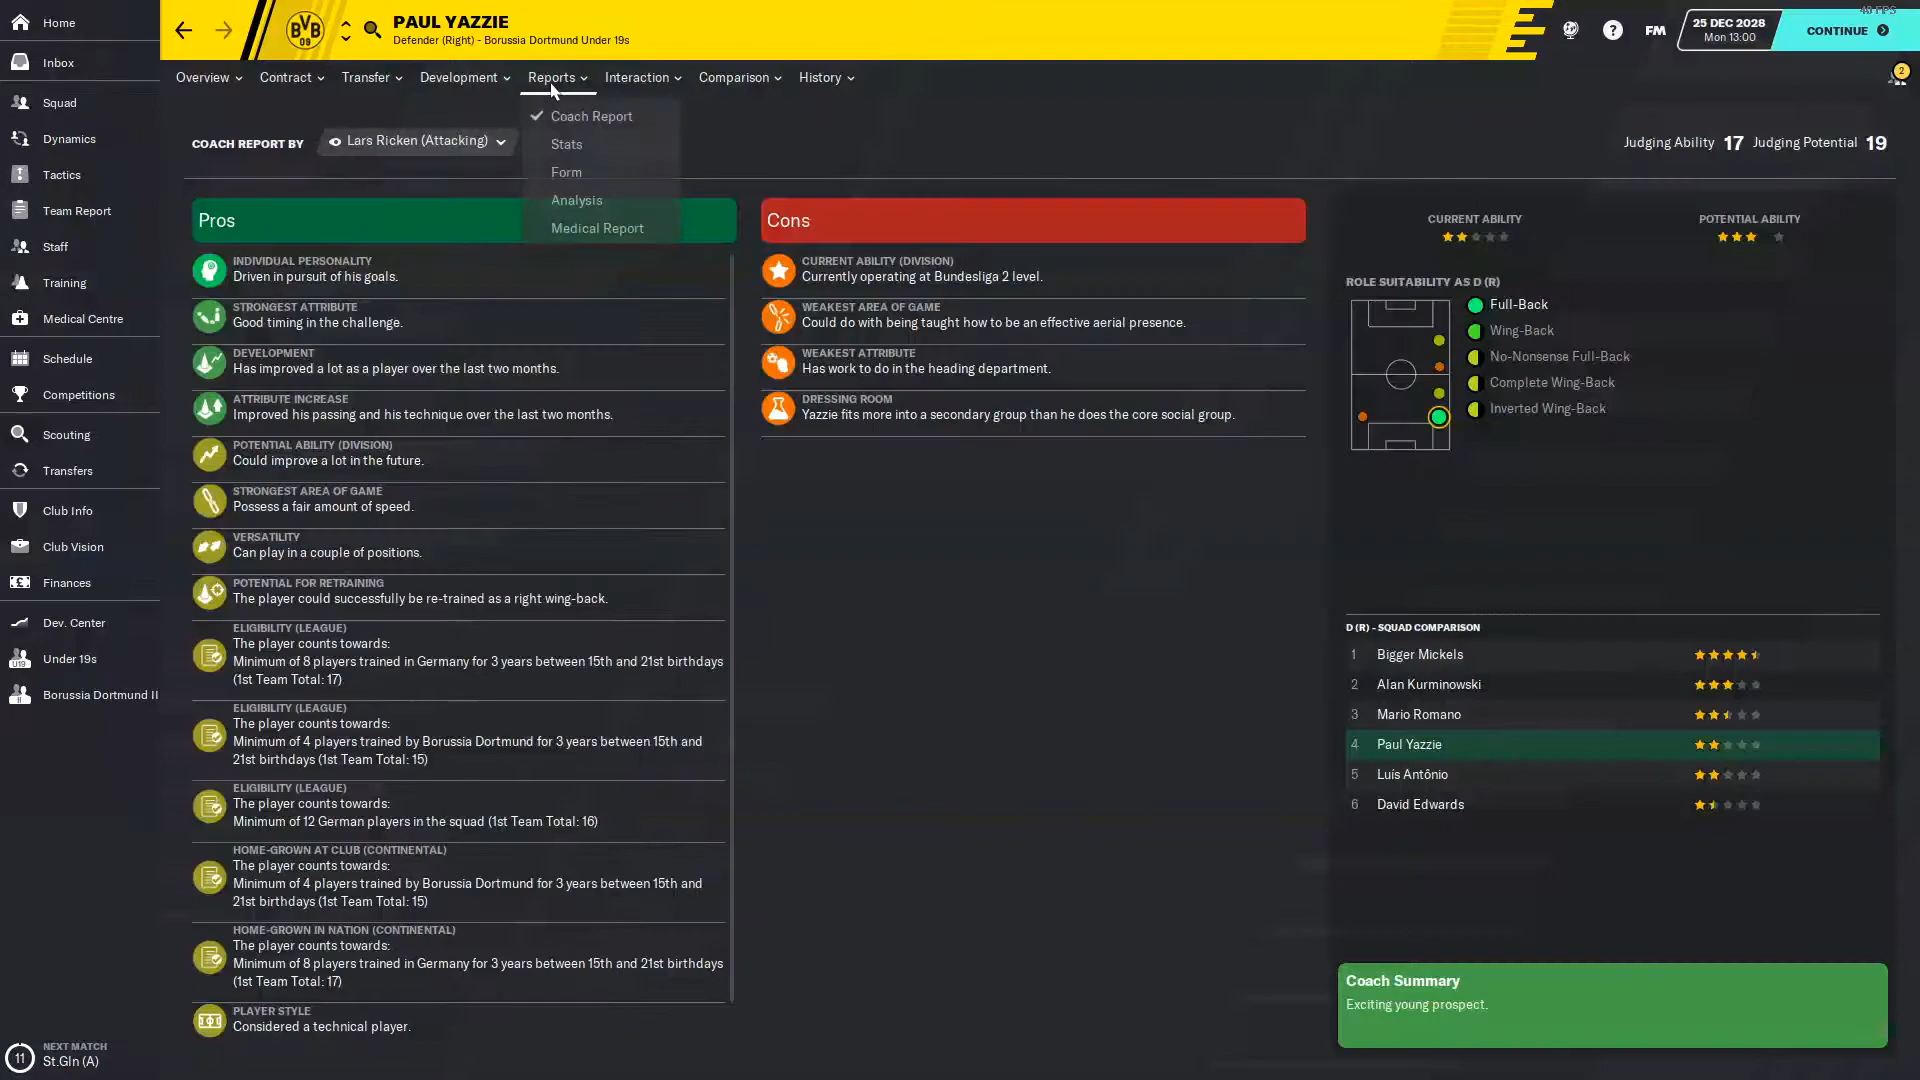 Home
Inbox
Squad
Dynamics
Tactics
Team Report
Staff
Training
Medical Centre
Schedule
Competitions
Scouting
Transfers
Club Info
Club Vision
Finances
Dev. Center
U19
Under 19s
II
Borussia Dortmund II
11
NEXT MATCH
St.Gln (A)
BVB
09
PAUL YAZZIE
Defender (Right) - Borussia Dortmund Under 19s
FM
25 DEC 2028
Mon 13:00
CONTINUE
48 FPS
2
Overview
Contract
Transfer
Development
Reports
Interaction
Comparison
History
Coach Report
Stats
Form
Analysis
Medical Report
COACH REPORT BY
Lars Ricken (Attacking)
Judging Ability 17 Judging Potential 19
Pros
INDIVIDUAL PERSONALITY
Driven in pursuit of his goals.
STRONGEST ATTRIBUTE
Good timing in the challenge.
DEVELOPMENT
Has improved a lot as a player over the last two months.
ATTRIBUTE INCREASE
Improved his passing and his technique over the last two months.
POTENTIAL ABILITY (DIVISION)
Could improve a lot in the future.
STRONGEST AREA OF GAME
Possess a fair amount of speed.
VERSATILITY
Can play in a couple of positions.
POTENTIAL FOR RETRAINING
The player could successfully be re-trained as a right wing-back.
ELIGIBILITY (LEAGUE)
The player counts towards:
Minimum of 8 players trained in Germany for 3 years between 15th and 21st birthdays
(1st Team Total: 17)
ELIGIBILITY (LEAGUE)
The player counts towards:
Minimum of 4 players trained by Borussia Dortmund for 3 years between 15th and
21st birthdays (1st Team Total: 15)
ELIGIBILITY (LEAGUE)
The player counts towards:
Minimum of 12 German players in the squad (1st Team Total: 16)
HOME-GROWN AT CLUB (CONTINENTAL)
The player counts towards:
Minimum of 4 players trained by Borussia Dortmund for 3 years between 15th and
21st birthdays (1st Team Total: 15)
HOME-GROWN IN NATION (CONTINENTAL)
The player counts towards:
Minimum of 8 players trained in Germany for 3 years between 15th and 21st birthdays
(1st Team Total: 17)
PLAYER STYLE
Considered a technical player.
Cons
CURRENT ABILITY (DIVISION)
Currently operating at Bundesliga 2 level.
WEAKEST AREA OF GAME
Could do with being taught how to be an effective aerial presence.
WEAKEST ATTRIBUTE
Has work to do in the heading department.
DRESSING ROOM
Yazzie fits more into a secondary group than he does the core social group.
CURRENT ABILITY
POTENTIAL ABILITY
ROLE SUITABILITY AS D (R)
Full-Back
Wing-Back
No-Nonsense Full-Back
Complete Wing-Back
Inverted Wing-Back
D (R) - SQUAD COMPARISON
1 Bigger Mickels
2 Alan Kurminowski
3 Mario Romano
4 Paul Yazzie
5 Luís Antônio
6 David Edwards
Coach Summary
Exciting young prospect.